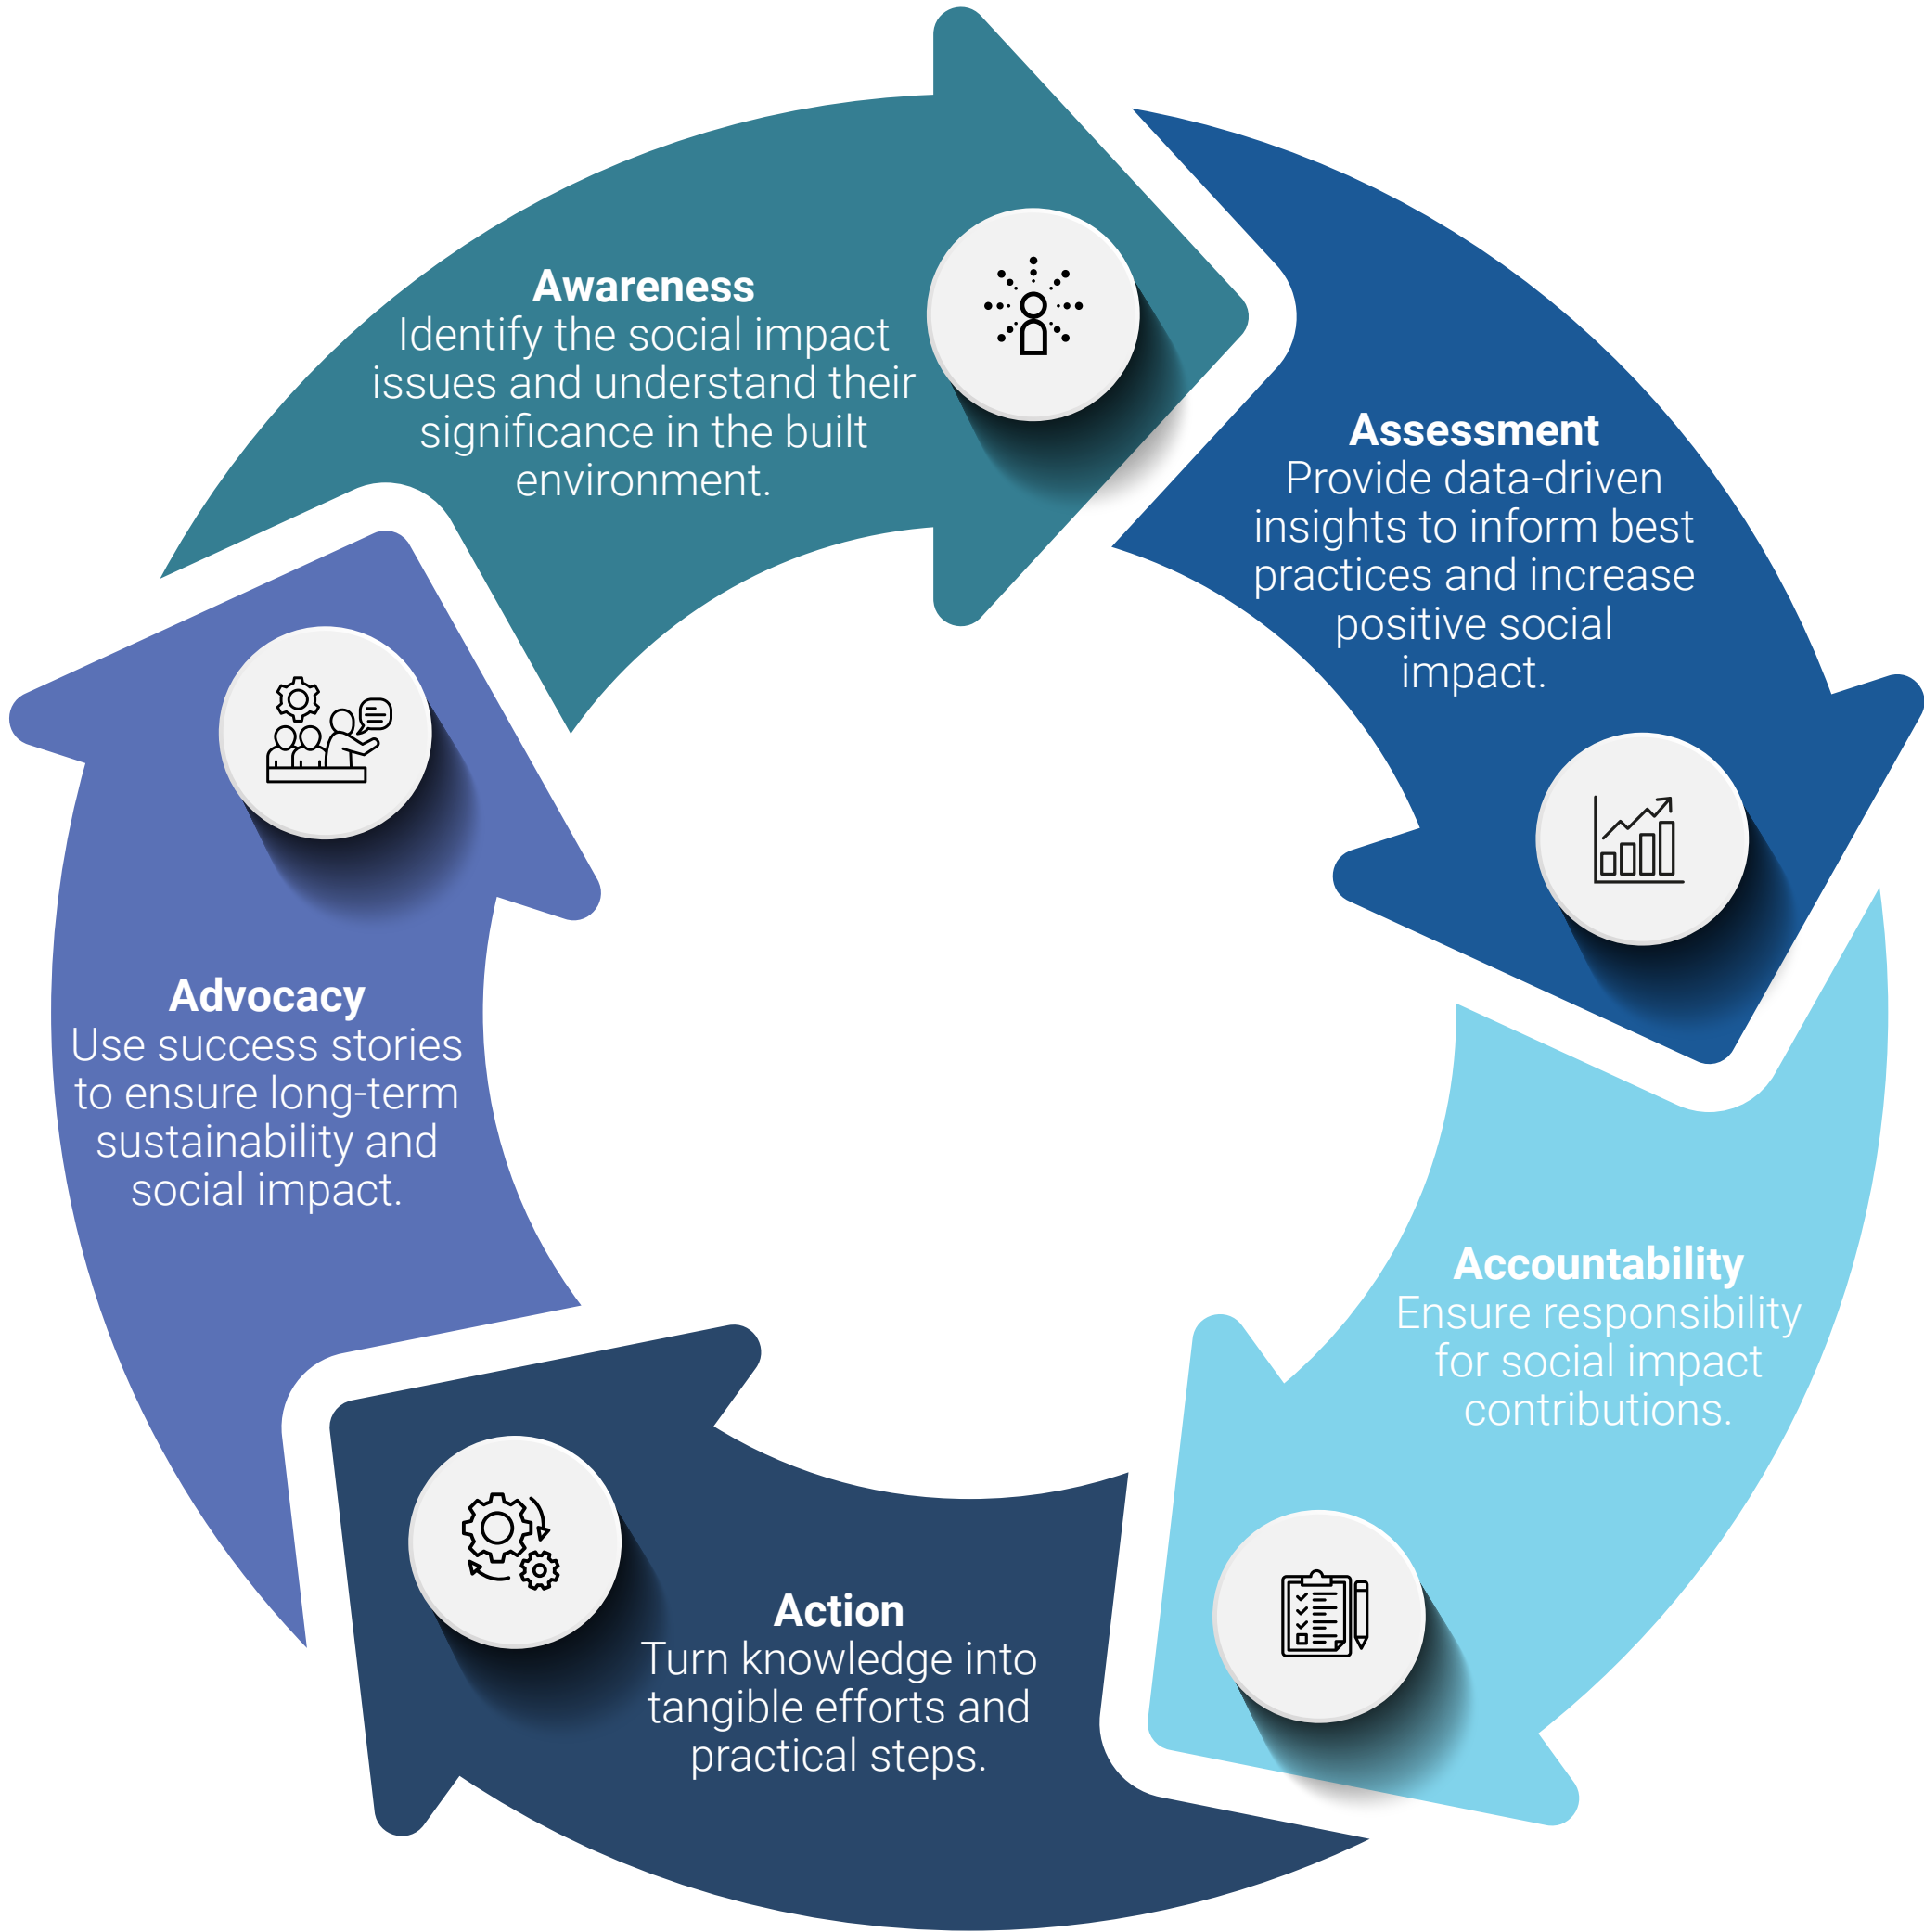 Awareness
Identify the social impact
issues and understand their
significance in the built
environment.
Assessment
Provide data-driven
insights to inform best
practices and increase
positive social
impact.
Accountability
Ensure responsibility
for social impact
contributions.
Action
Turn knowledge into
tangible efforts and
practical steps.
Advocacy
Use success stories
to ensure long-term
sustainability and
social impact.